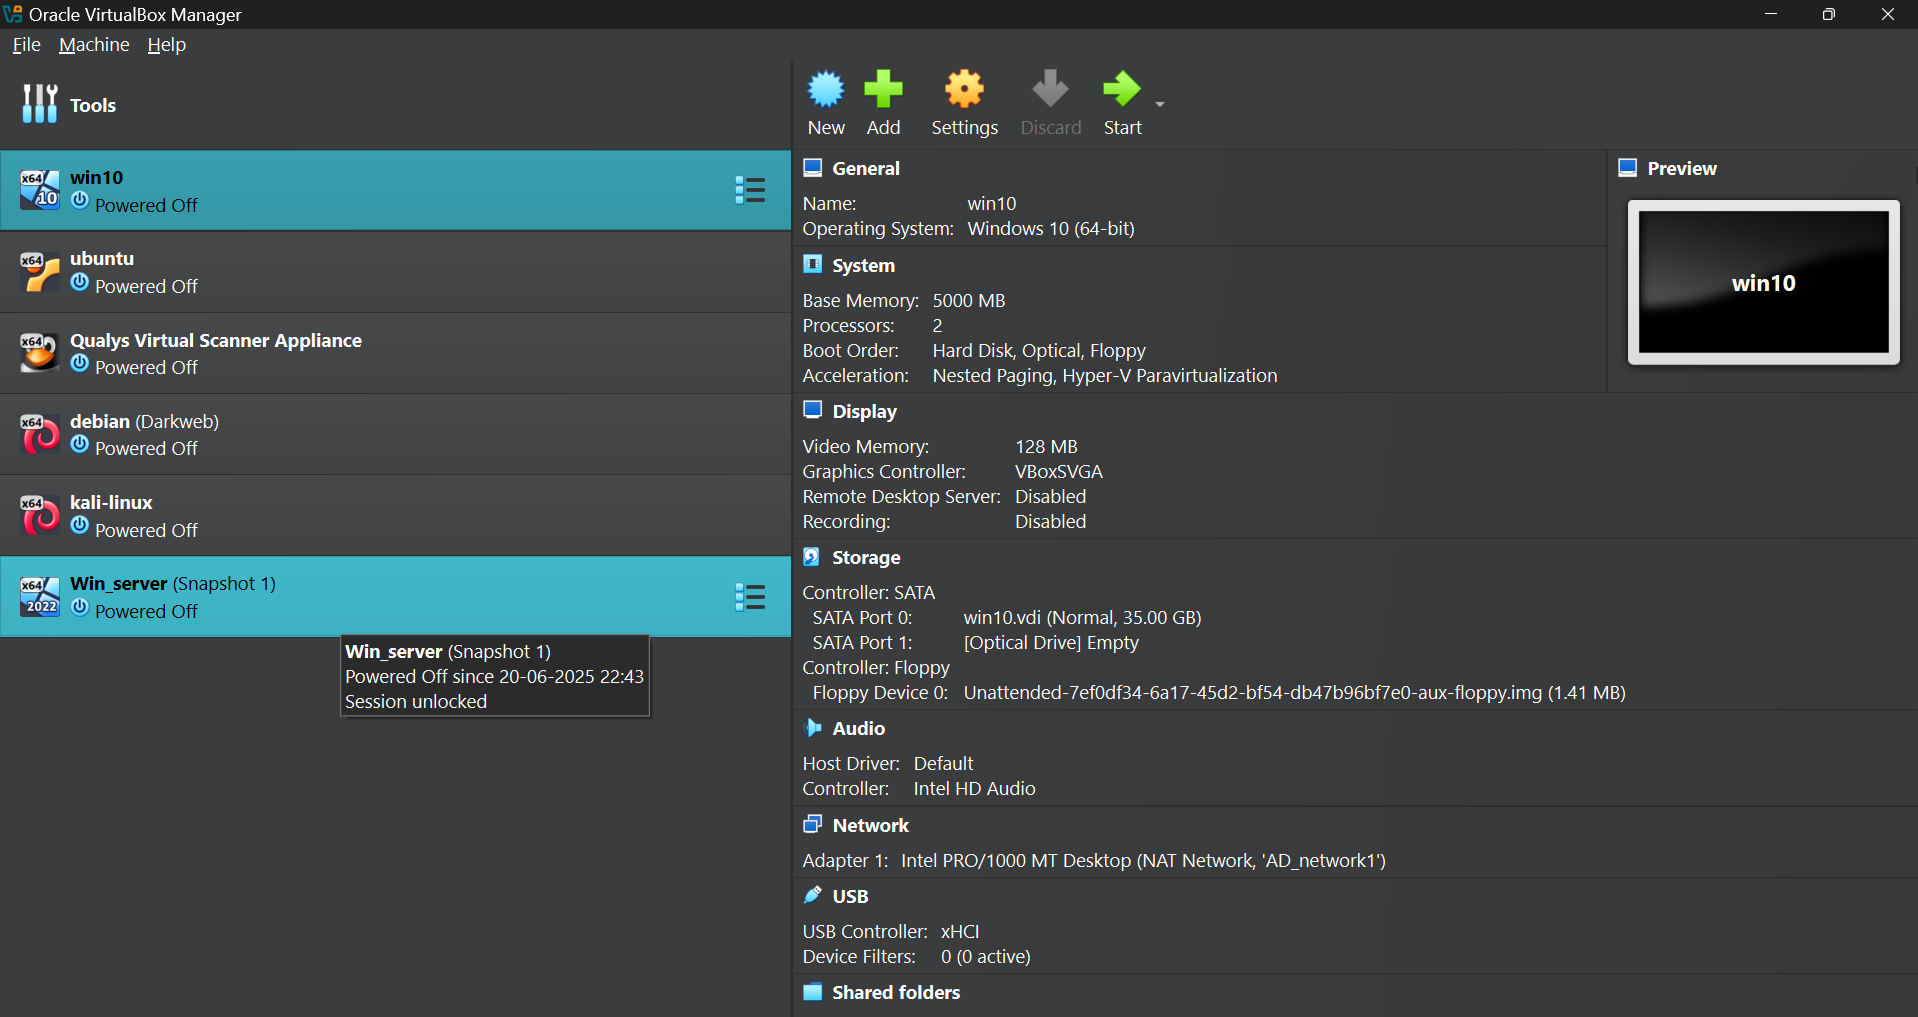 Oracle VirtualBox Manager
File Machine Help
Tools
New Add Settings Discard Start
x64 10 win10
Powered Off
x64 ubuntu
Powered Off
x64 Qualys Virtual Scanner Appliance
Powered Off
x64 debian (Darkweb)
Powered Off
x64 kali-linux
Powered Off
x64 2022 Win_server (Snapshot 1)
Powered Off
Win_server (Snapshot 1)
Powered Off since 20-06-2025 22:43
Session unlocked
General
Name: win10
Operating System: Windows 10 (64-bit)
Preview
win10
System
Base Memory: 5000 MB
Processors: 2
Boot Order: Hard Disk, Optical, Floppy
Acceleration: Nested Paging, Hyper-V Paravirtualization
Display
Video Memory: 128 MB
Graphics Controller: VBoxSVGA
Remote Desktop Server: Disabled
Recording: Disabled
Storage
Controller: SATA
SATA Port 0: win10.vdi (Normal, 35.00 GB)
SATA Port 1: [Optical Drive] Empty
Controller: Floppy
Floppy Device 0: Unattended-7ef0df34-6a17-45d2-bf54-db47b96bf7e0-aux-floppy.img (1.41 MB)
Audio
Host Driver: Default
Controller: Intel HD Audio
Network
Adapter 1: Intel PRO/1000 MT Desktop (NAT Network, 'AD_network1')
USB
USB Controller: xHCI
Device Filters: 0 (0 active)
Shared folders